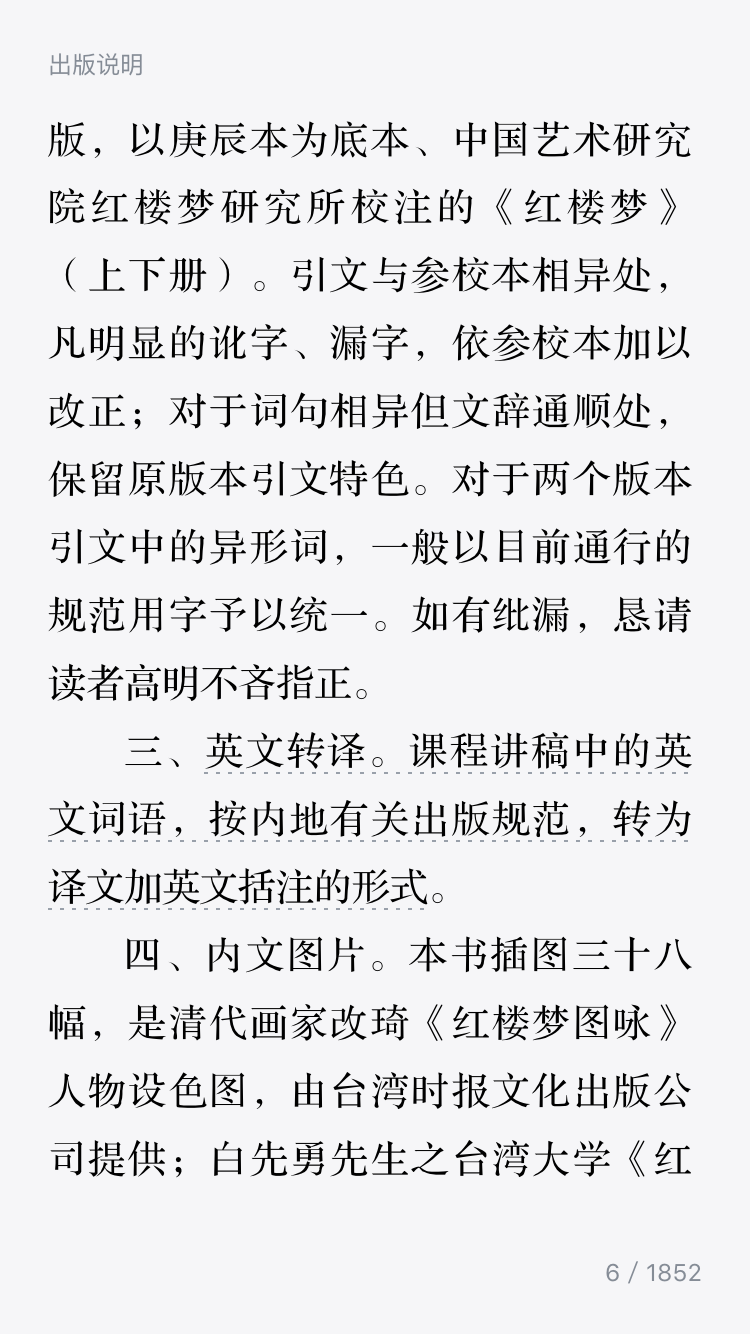 出版说明
版，以庚辰本为底本、中国艺术研究
院红楼梦研究所校注的《红楼梦》
（上下册）。引文与参校本相异处，
凡明显的讹字、漏字，依参校本加以
改正；对于词句相异但文辞通顺处，
保留原版本引文特色。对于两个版本
引文中的异形词，一般以目前通行的
规范用字予以统一。如有纰漏，恳请
读者高明不吝指正。
三、英文转译。课程讲稿中的英
文词语，按内地有关出版规范，转为
译文加英文括注的形式。
四、内文图片。本书插图三十八
幅，是清代画家改琦《红楼梦图咏》
人物设色图，由台湾时报文化出版公
司提供；白先勇先生之台湾大学《红
6 / 1852